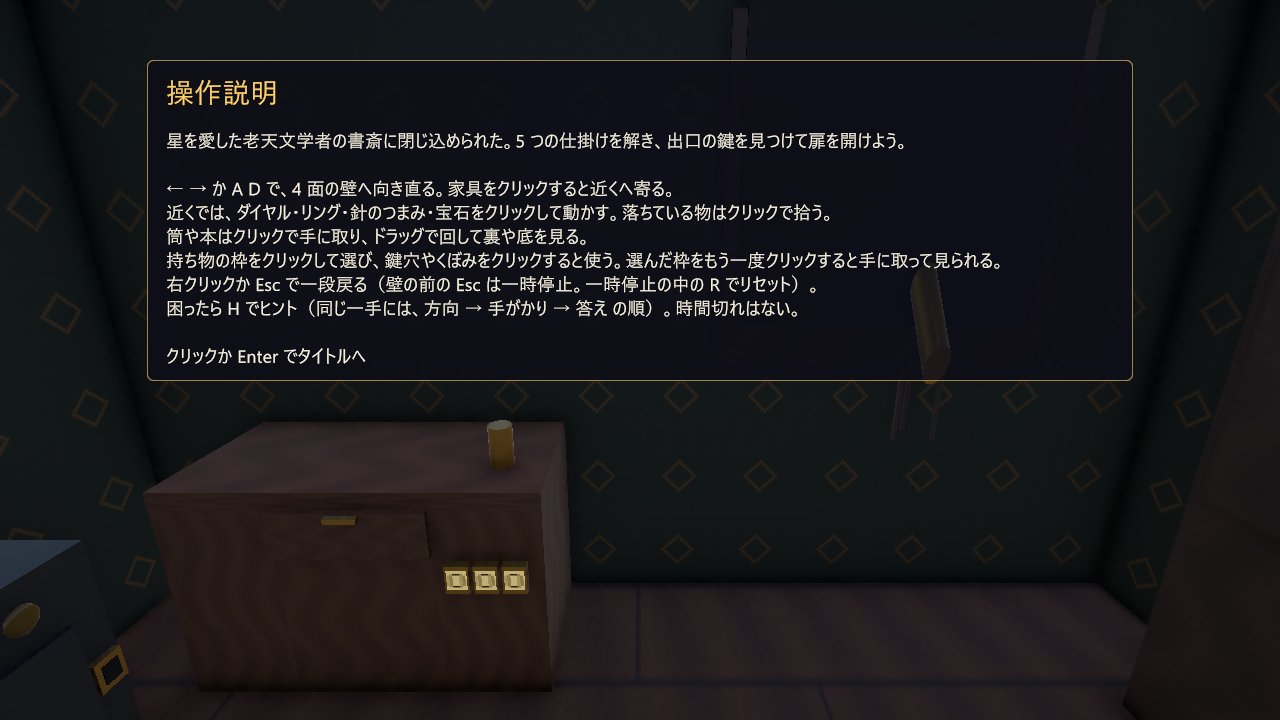 操作説明
星を愛した老天文学者の書斎に閉じ込められた。5 つの仕掛けを解き、出口の鍵を見つけて扉を開けよう。
← → か A D で、4 面の壁へ向き直る。家具をクリックすると近くへ寄る。
近くでは、ダイヤル・リング・針のつまみ・宝石をクリックして動かす。落ちている物はクリックで拾う。
筒や本はクリックで手に取り、ドラッグで回して裏や底を見る。
持ち物の枠をクリックして選び、鍵穴やくぼみをクリックすると使う。選んだ枠をもう一度クリックすると手に取って見られる。
右クリックか Esc で一段戻る（壁の前の Esc は一時停止。一時停止の中の R でリセット）。
困ったら H でヒント（同じ一手には、方向 → 手がかり → 答え の順）。時間切れはない。
クリックか Enter でタイトルへ